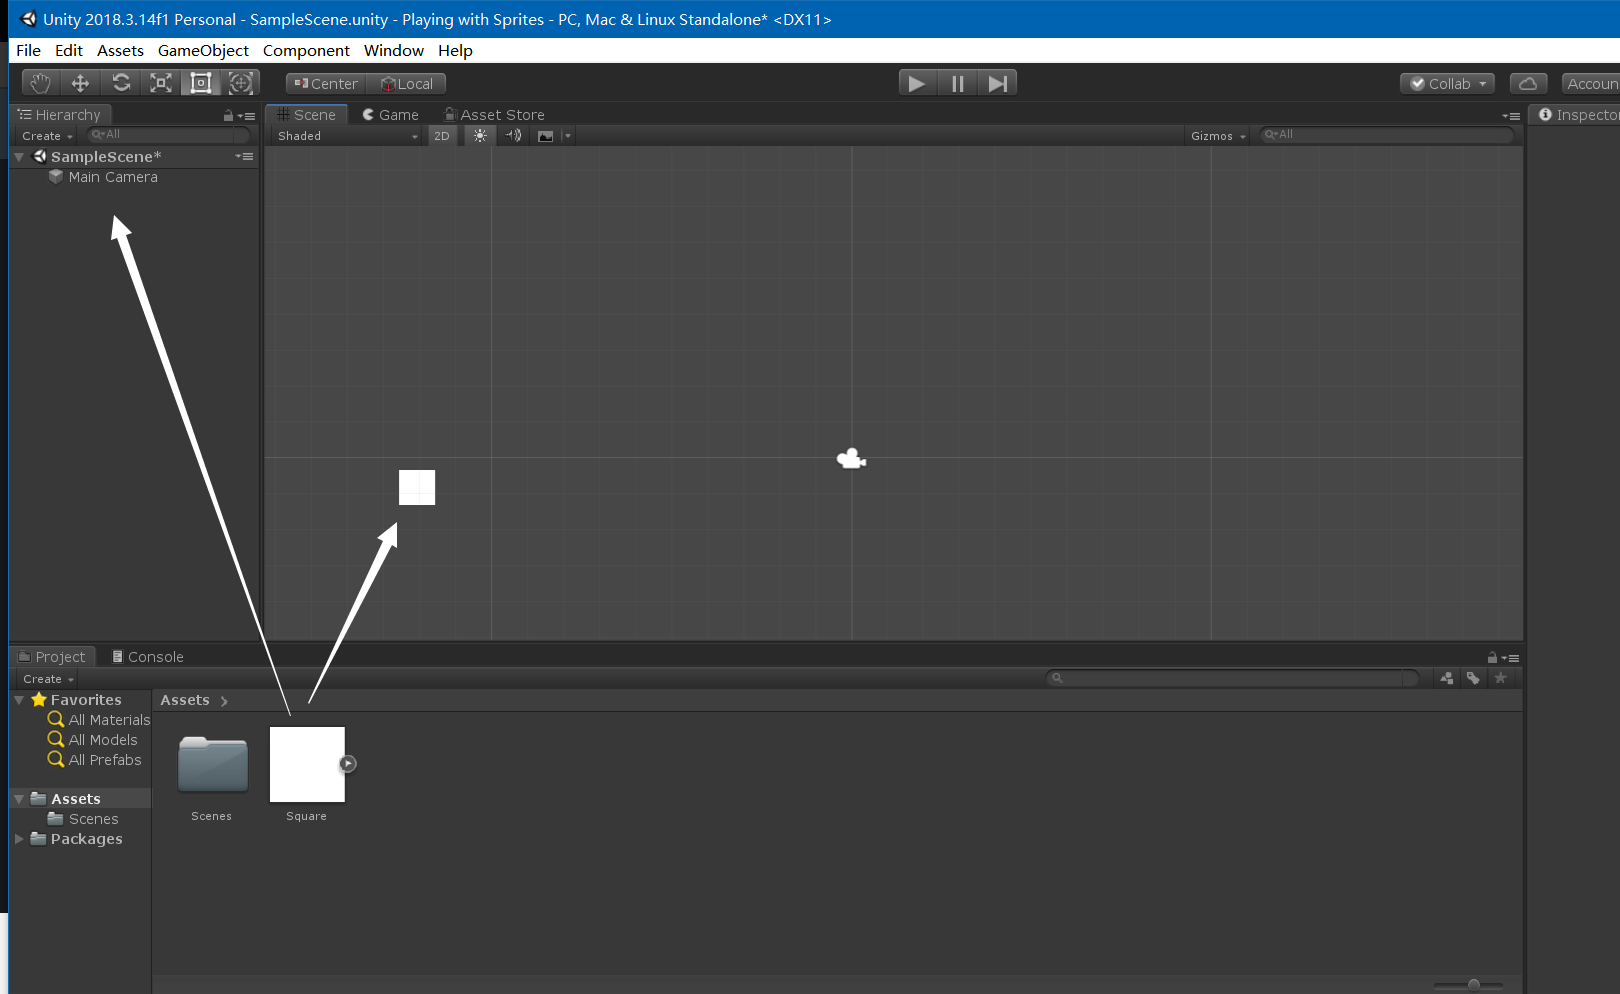 Unity 2018.3.14f1 Personal - SampleScene.unity - Playing with Sprites - PC, Mac & Linux Standalone* <DX11>
File Edit Assets GameObject Component Window Help
Center Local Collab Accoun
Hierarchy Scene Game Asset Store Inspector
Create All Shaded 2D Gizmos All
SampleScene*
Main Camera
Project Console
Create
Favorites Assets
All Materials
All Models
All Prefabs
Assets
Scenes
Packages
Scenes Square